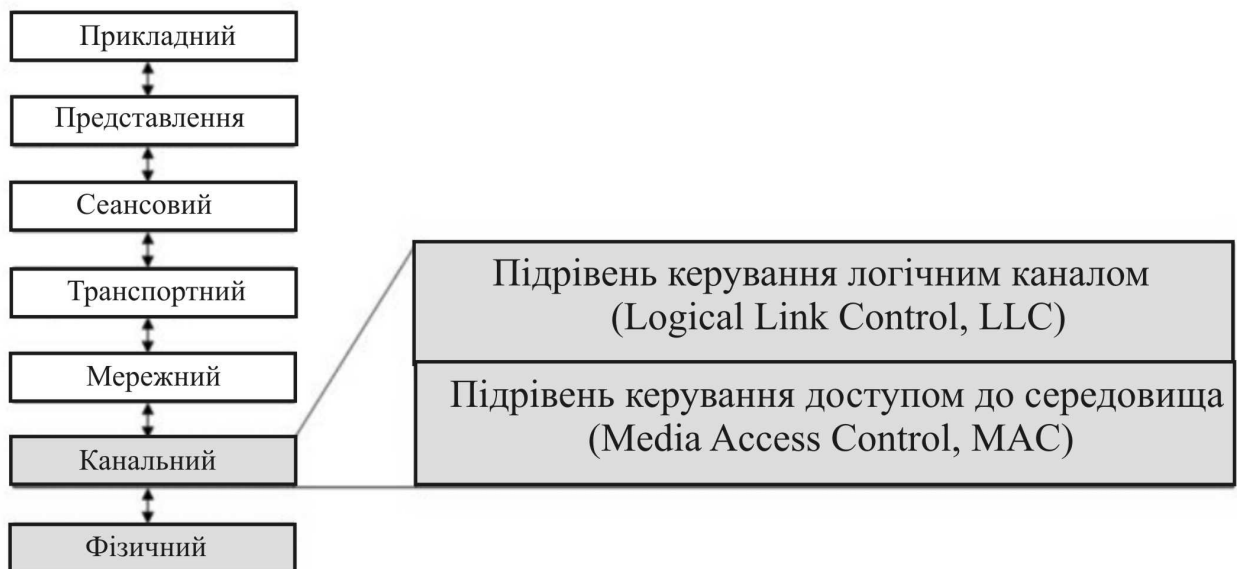 Прикладний
Представлення
Сеансовий
Транспортний
Мережний
Канальний
Фізичний
Підрівень керування логічним каналом
(Logical Link Control, LLC)
Підрівень керування доступом до середовища
(Media Access Control, MAC)